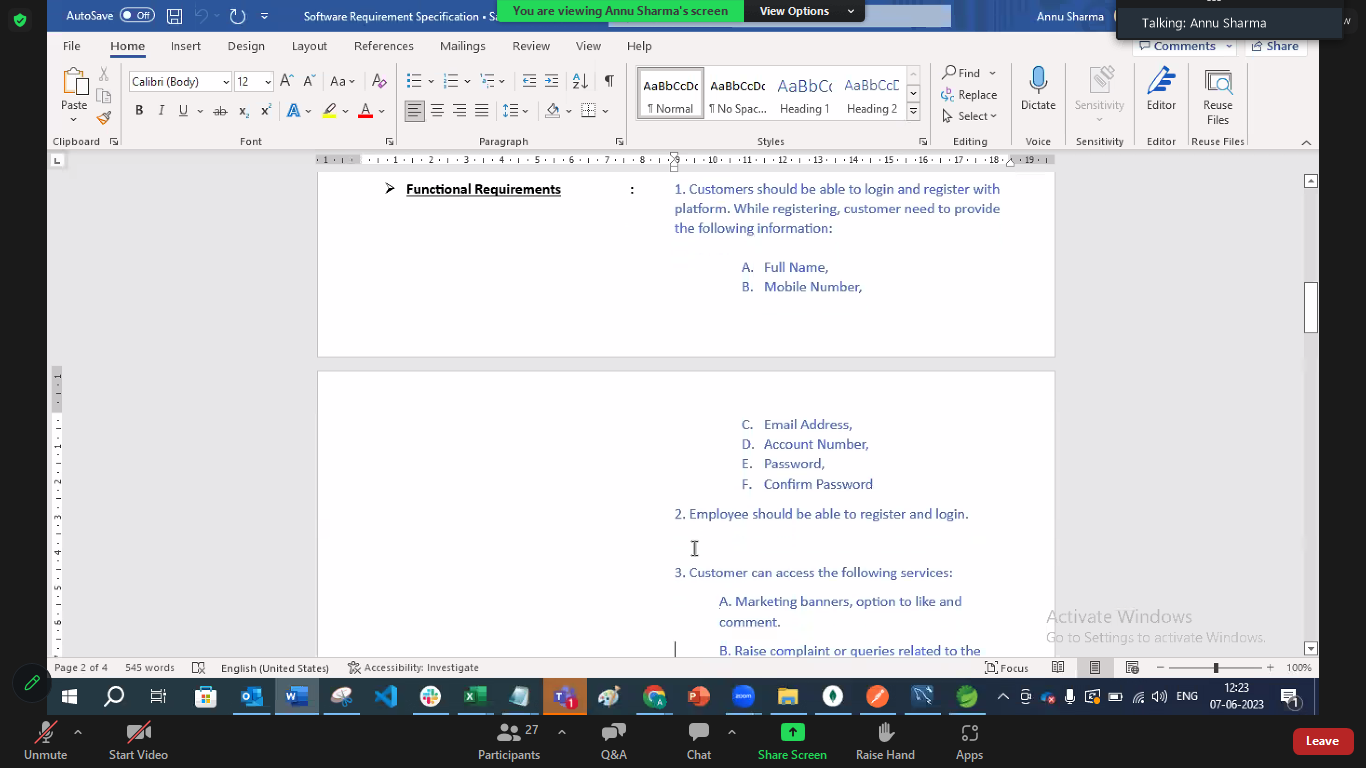 AutoSave Off Software Requirement Specification • Sa
You are viewing Annu Sharma's screen View Options
Annu Sharma
Talking: Annu Sharma
File Home Insert Design Layout References Mailings Review View Help
Comments Share
Paste
Calibri (Body) 12
AaBbCcDc AaBbCcDc AaBbCc AaBbCcD
¶ Normal ¶ No Spac... Heading 1 Heading 2
Find
Replace
Select
Dictate Sensitivity Editor Reuse
Files
Clipboard Font Paragraph Styles Editing Voice Sensitivity Editor Reuse Files
Functional Requirements : 1. Customers should be able to login and register with
platform. While registering, customer need to provide
the following information:
A. Full Name,
B. Mobile Number,
C. Email Address,
D. Account Number,
E. Password,
F. Confirm Password
2. Employee should be able to register and login.
3. Customer can access the following services:
A. Marketing banners, option to like and
comment.
B. Raise complaint or queries related to the
Activate Windows
Go to Settings to activate Windows.
Page 2 of 4 545 words English (United States) Accessibility: Investigate Focus 100%
ENG
12:23
07-06-2023
Unmute Start Video Participants 27 Q&A Chat Share Screen Raise Hand Apps Leave